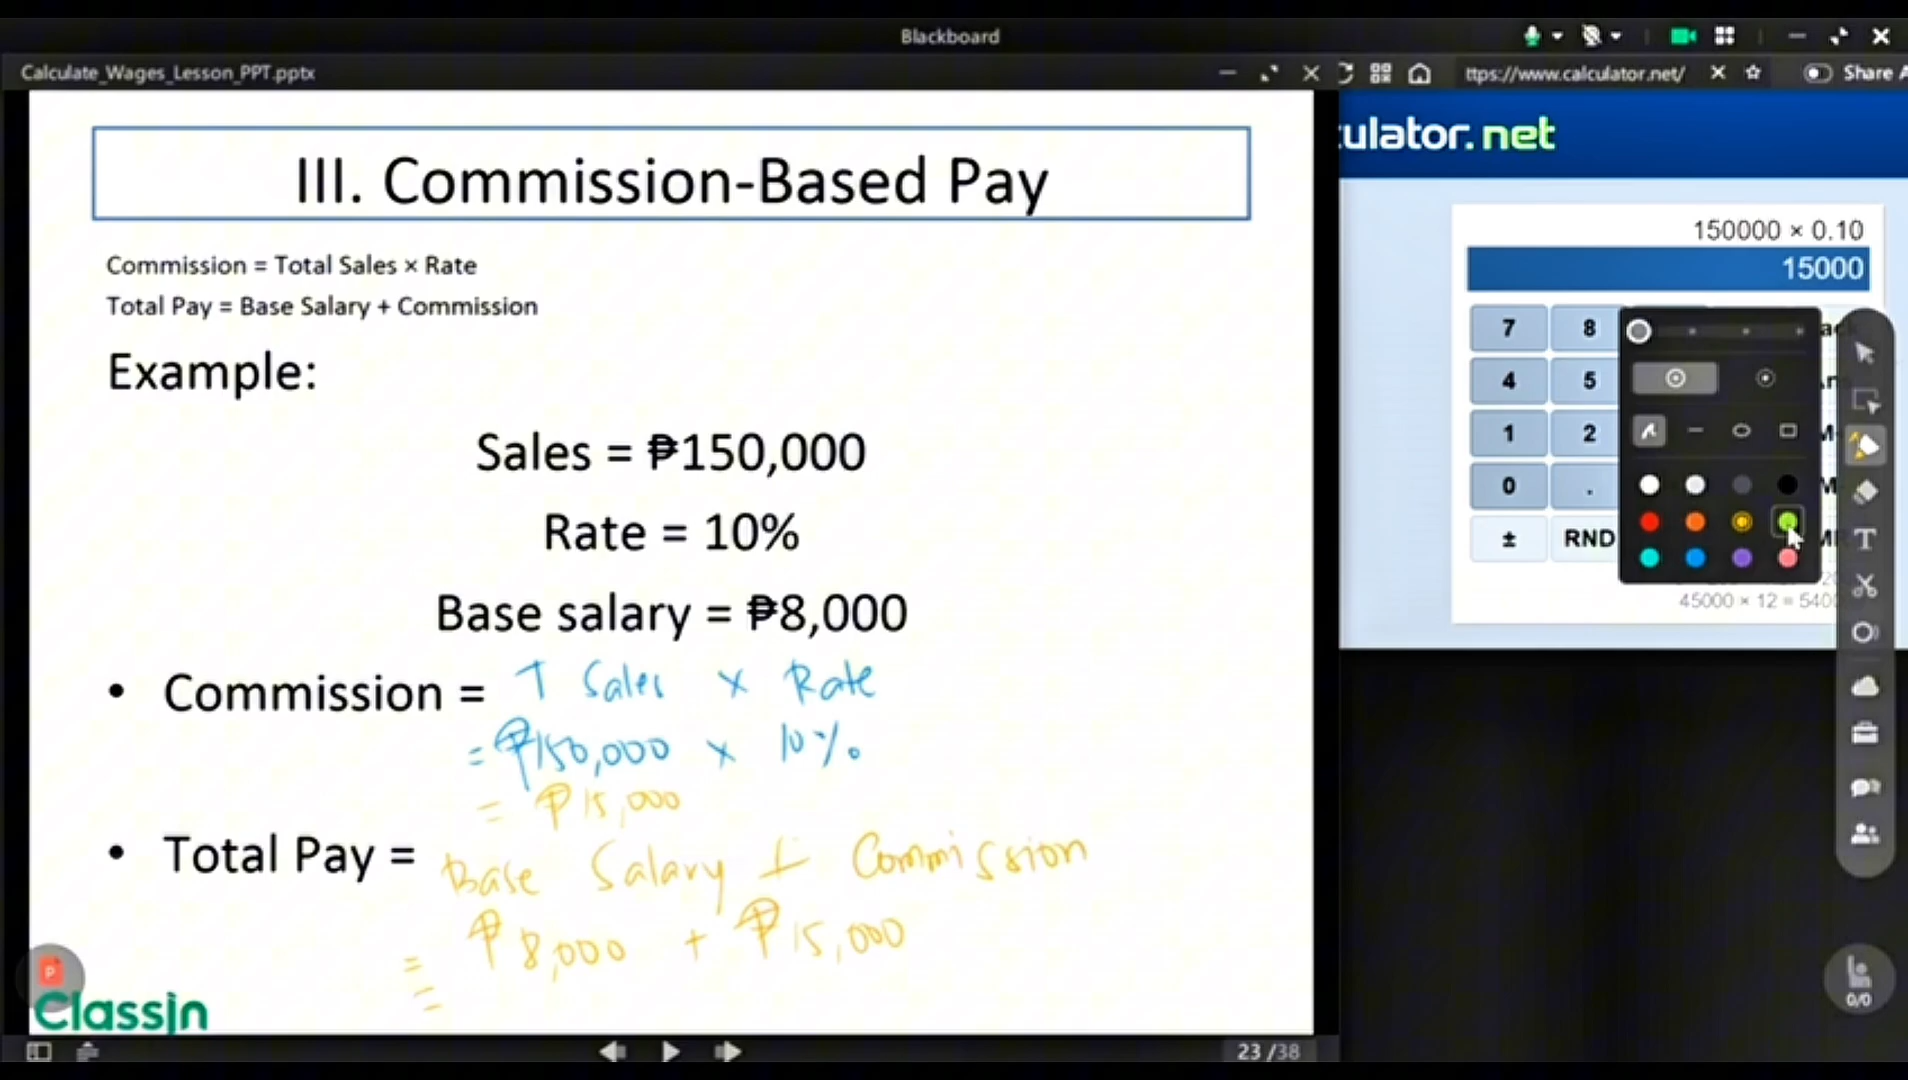 Blackboard
Calculate_Wages_Lesson_PPT.pptx
ttps://www.calculator.net/
Share
III. Commission-Based Pay
Commission = Total Sales × Rate
Total Pay = Base Salary + Commission
Example:
Sales = ₱150,000
Rate = 10%
Base salary = ₱8,000
• Commission = T Sales x Rate
= ₱150,000 x 10%
= ₱15,000
• Total Pay = Base Salary + Commission
= ₱8,000 + ₱15,000
=
ClassIn
23 /38
ulator.net
150000 × 0.10
15000
7 8
4 5
1 2
0 .
± RND
45000 × 12 = 540
0/0